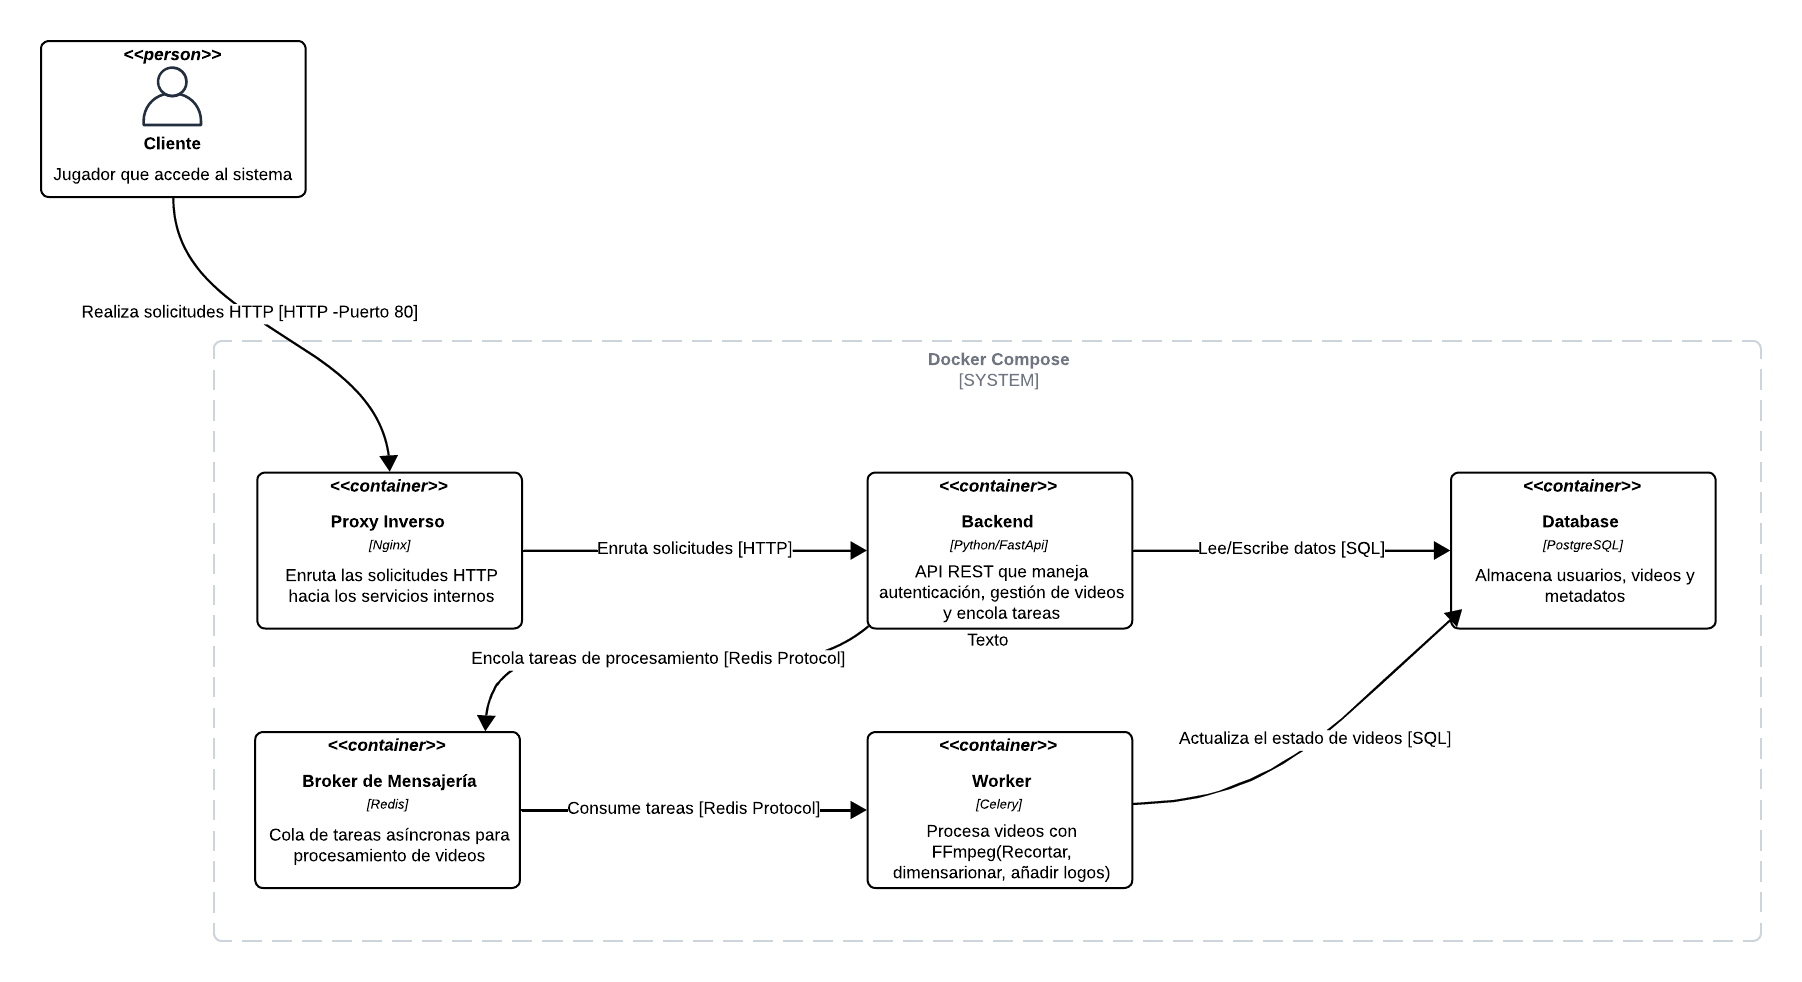 <<person>>
Cliente
Jugador que accede al sistema
Realiza solicitudes HTTP [HTTP -Puerto 80]
Docker Compose
[SYSTEM]
<<container>>
Proxy Inverso
[Nginx]
Enruta las solicitudes HTTP
hacia los servicios internos
Enruta solicitudes [HTTP]
<<container>>
Backend
[Python/FastApi]
API REST que maneja
autenticación, gestión de videos
y encola tareas
Texto
Lee/Escribe datos [SQL]
<<container>>
Database
[PostgreSQL]
Almacena usuarios, videos y
metadatos
Encola tareas de procesamiento [Redis Protocol]
<<container>>
Broker de Mensajería
[Redis]
Cola de tareas asíncronas para
procesamiento de videos
Consume tareas [Redis Protocol]
<<container>>
Worker
[Celery]
Procesa videos con
FFmpeg(Recortar,
dimensarionar, añadir logos)
Actualiza el estado de videos [SQL]